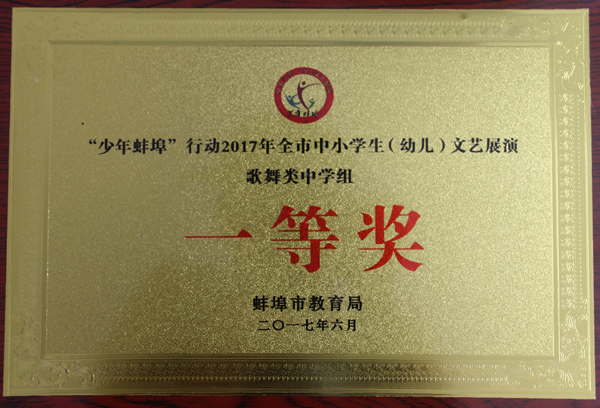 “少年蚌埠”行动2017年全市中小学生（幼儿）文艺展演
歌舞类中学组
一等奖
蚌埠市教育局
二〇一七年六月